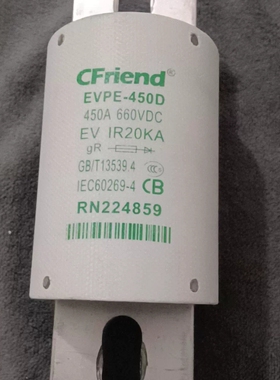 CFriend
EVPE-450D
450A 660VDC
EV IR20KA
gR
GB/T13539.4
IEC60269-4 CB
RN224859